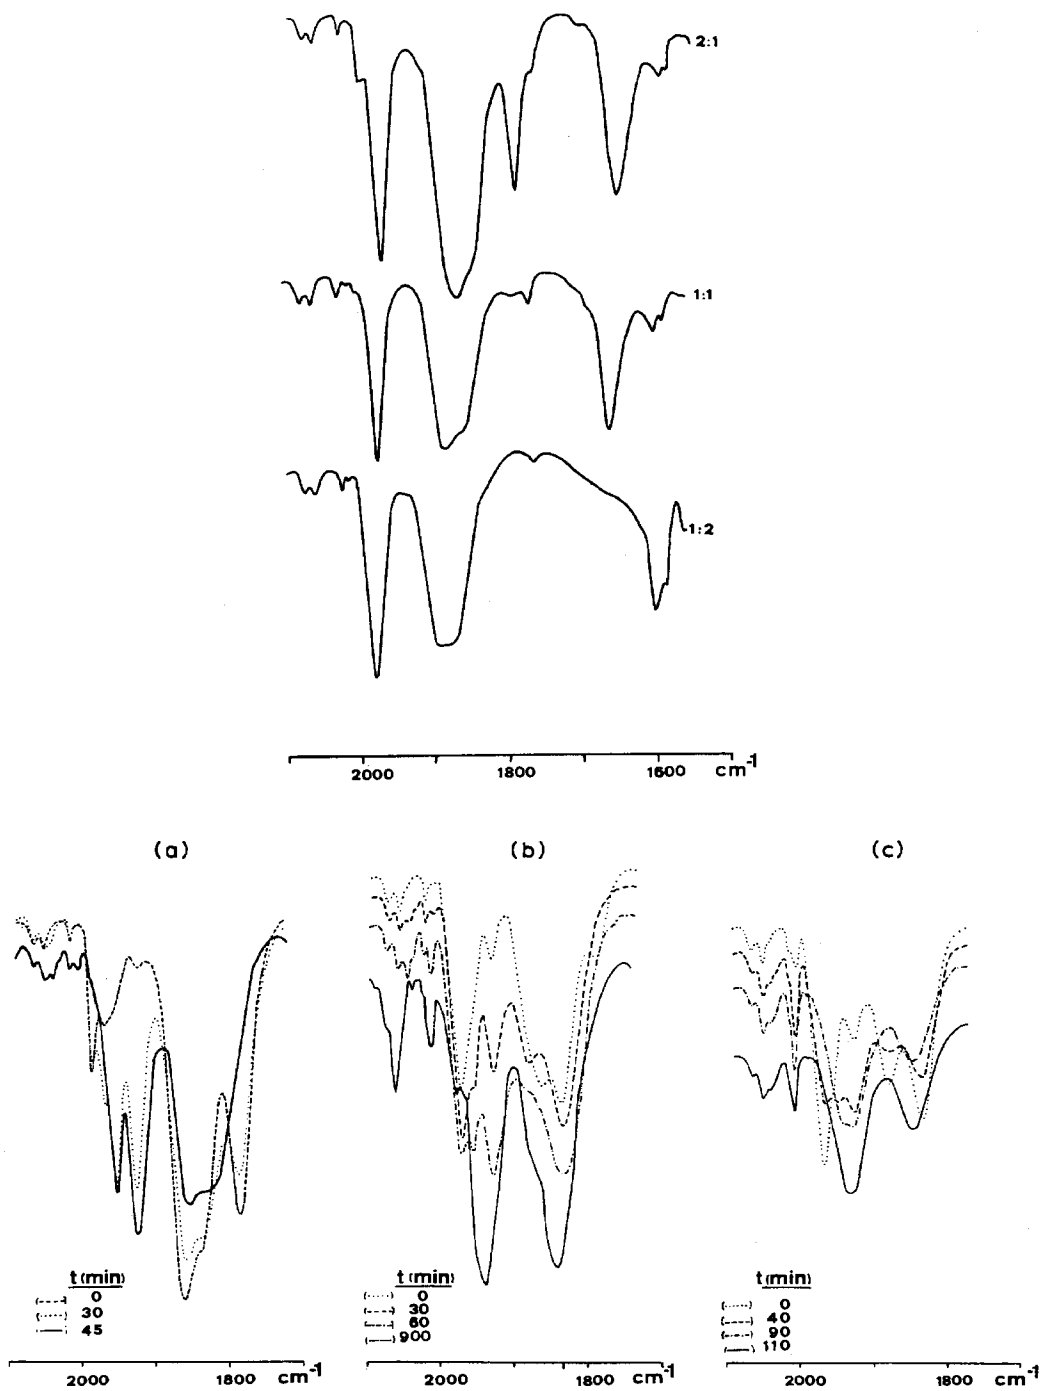 2:1
1:1
1:2
2000 1800 1600 cm-1
(a) (b) (c)
t(min)
(----) 0
(·····) 30
(—) 45
t(min)
(·····) 0
(----) 30
(-·-·-) 60
(—) 900
t(min)
(·····) 0
(----) 40
(-·-·-) 90
(—) 110
2000 1800 cm-1
2000 1800 cm-1
2000 1800 cm-1